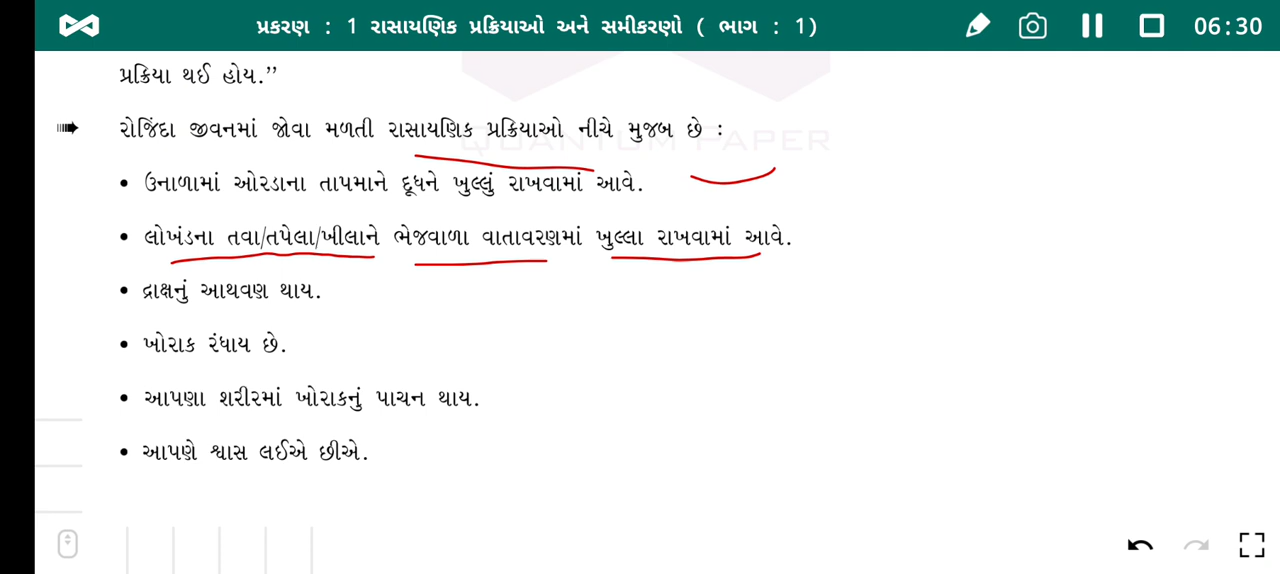 પ્રકરણ : 1 રાસાયણિક પ્રક્રિયાઓ અને સમીકરણો ( ભાગ : 1)
06:30
પ્રક્રિયા થઈ હોય.’’
રોજિંદા જીવનમાં જોવા મળતી રાસાયણિક પ્રક્રિયાઓ નીચે મુજબ છે :
QUANTUM PAPER
• ઉનાળામાં ઓરડાના તાપમાને દૂધને ખુલ્લું રાખવામાં આવે.
• લોખંડના તવા/તપેલા/ખીલાને ભેજવાળા વાતાવરણમાં ખુલ્લા રાખવામાં આવે.
• દ્રાક્ષનું આથવણ થાય.
• ખોરાક રંધાય છે.
• આપણા શરીરમાં ખોરાકનું પાચન થાય.
• આપણે શ્વાસ લઈએ છીએ.